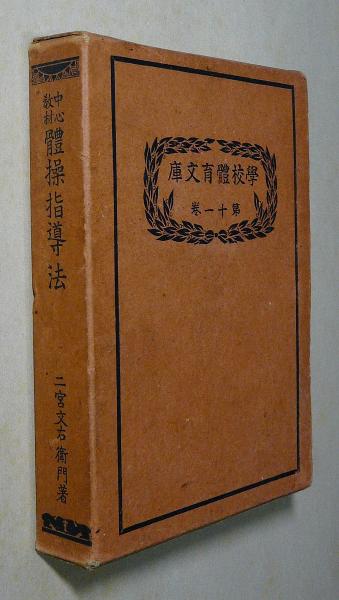 學校體育文庫
第十一卷
中心教材
體操指導法
二宮文右衛門著